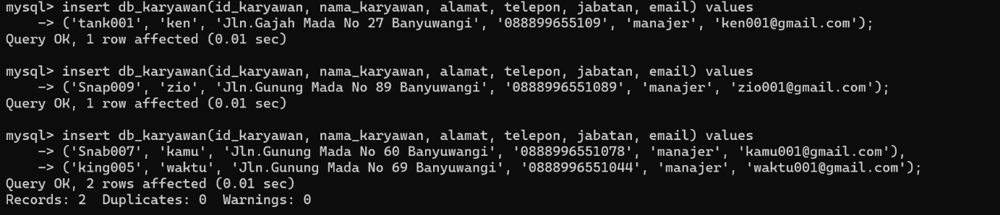 mysql> insert db_karyawan(id_karyawan, nama_karyawan, alamat, telepon, jabatan, email) values
    -> ('tank001', 'ken', 'Jln.Gajah Mada No 27 Banyuwangi', '088899655109', 'manajer', 'ken001@gmail.com');
Query OK, 1 row affected (0.01 sec)

mysql> insert db_karyawan(id_karyawan, nama_karyawan, alamat, telepon, jabatan, email) values
    -> ('Snap009', 'zio', 'Jln.Gunung Mada No 89 Banyuwangi', '0888996551089', 'manajer', 'zio001@gmail.com');
Query OK, 1 row affected (0.01 sec)

mysql> insert db_karyawan(id_karyawan, nama_karyawan, alamat, telepon, jabatan, email) values
    -> ('Snab007', 'kamu', 'Jln.Gunung Mada No 60 Banyuwangi', '0888996551078', 'manajer', 'kamu001@gmail.com'),
    -> ('king005', 'waktu', 'Jln.Gunung Mada No 69 Banyuwangi', '0888996551044', 'manajer', 'waktu001@gmail.com');
Query OK, 2 rows affected (0.01 sec)
Records: 2  Duplicates: 0  Warnings: 0